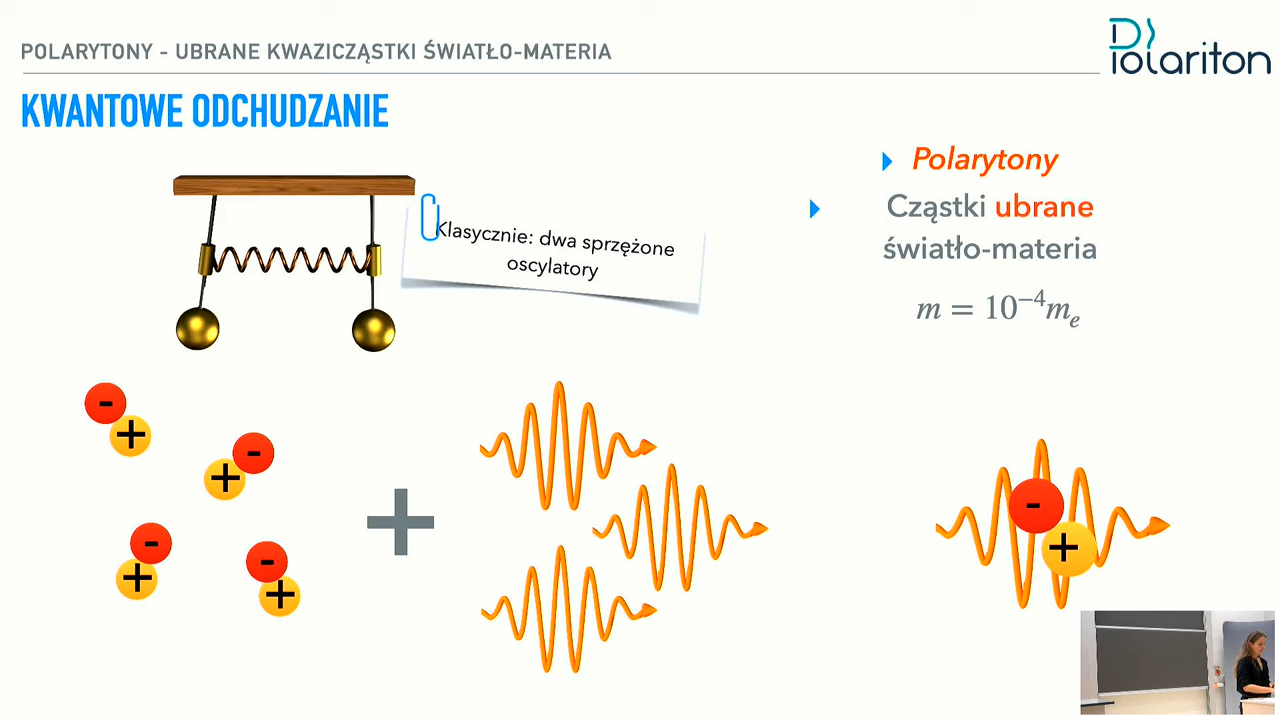 POLARYTONY - UBRANE KWAZICZĄSTKI ŚWIATŁO-MATERIA
Polariton
KWANTOWE ODCHUDZANIE
Klasycznie: dwa sprzężone
oscylatory
Polarytony
Cząstki ubrane
światło-materia
m = 10⁻⁴mₑ
-
+
-
+
-
+
-
+
+
-
+